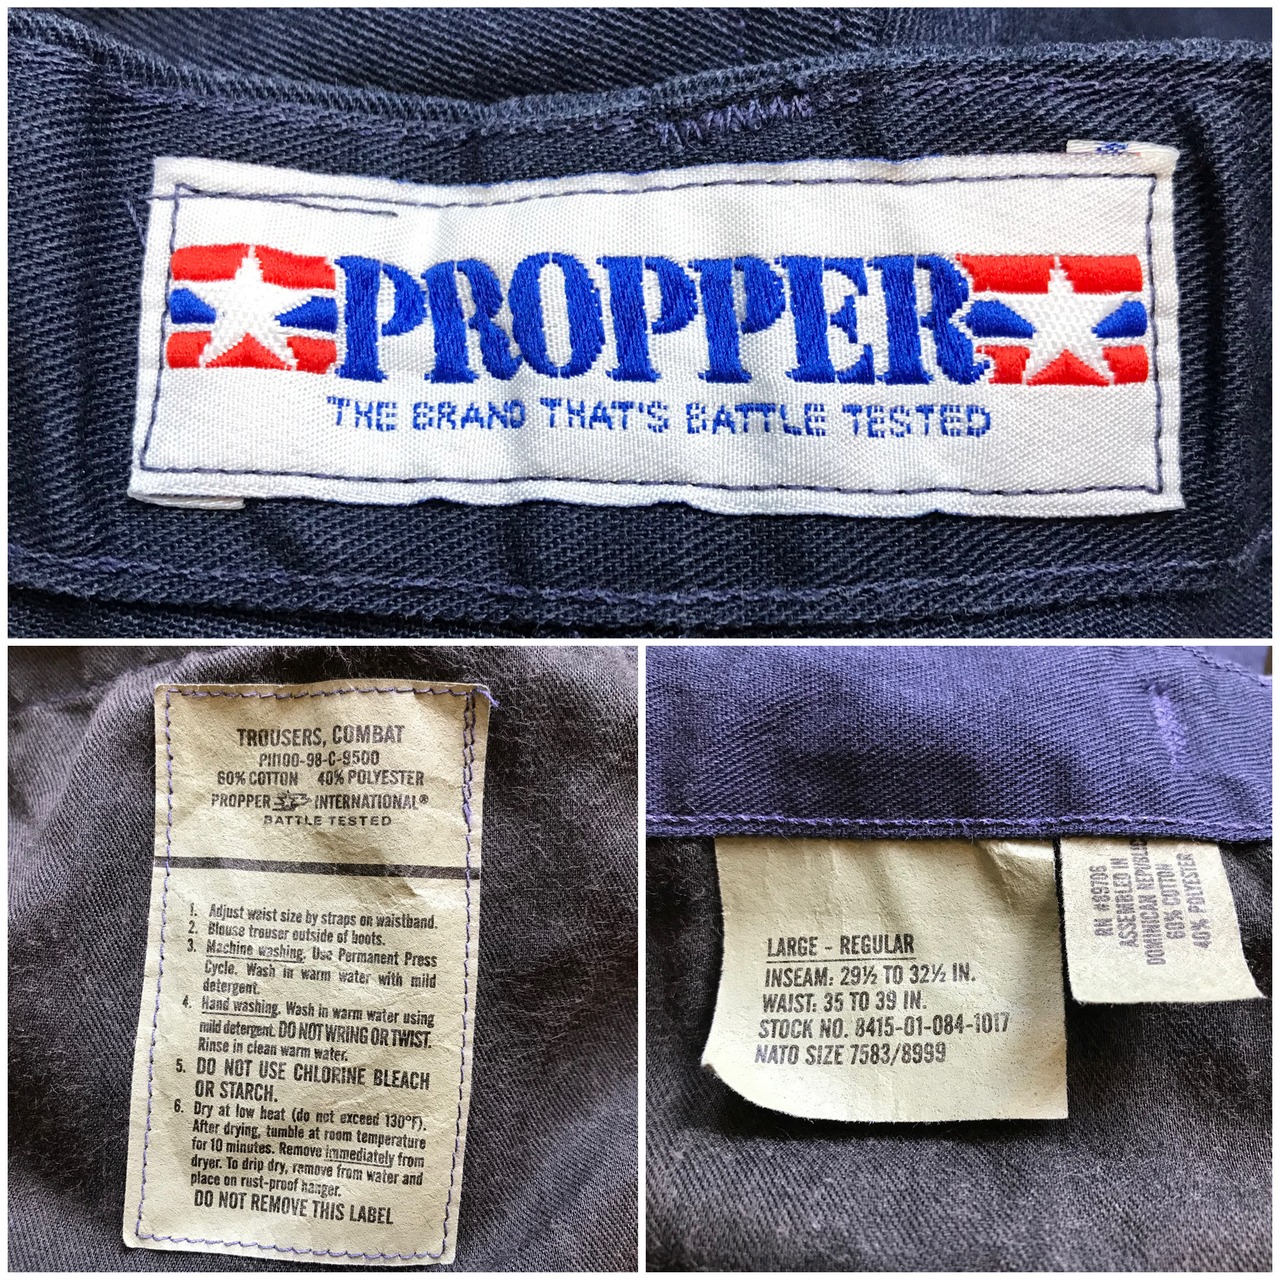 PROPPER
THE BRAND THAT'S BATTLE TESTED
TROUSERS, COMBAT
PI1100-98-C-9500
60% COTTON 40% POLYESTER
PROPPER INTERNATIONAL®
BATTLE TESTED
1. Adjust waist size by straps on waistband.
2. Blouse trouser outside of boots.
3. Machine washing. Use Permanent Press
Cycle. Wash in warm water with mild
detergent.
4. Hand washing. Wash in warm water using
mild detergent. DO NOT WRING OR TWIST.
Rinse in clean warm water.
5. DO NOT USE CHLORINE BLEACH
OR STARCH.
6. Dry at low heat (do not exceed 130°F).
After drying, tumble at room temperature
for 10 minutes. Remove immediately from
dryer. To drip dry, remove from water and
place on rust-proof hanger.
DO NOT REMOVE THIS LABEL
LARGE - REGULAR
INSEAM: 29½ TO 32½ IN.
WAIST: 35 TO 39 IN.
STOCK NO. 8415-01-084-1017
NATO SIZE 7583/8999
RN #69706
ASSEMBLED IN
DOMINICAN REPUBLIC
60% COTTON
40% POLYESTER